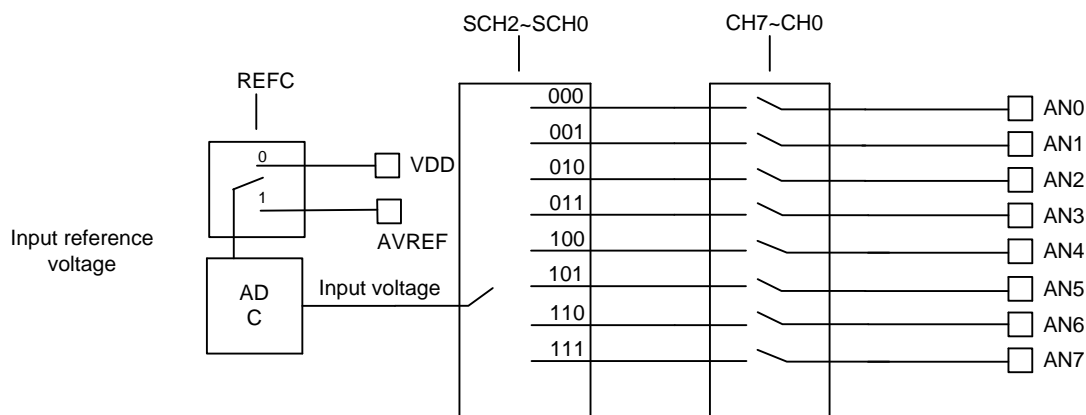 SCH2~SCH0
CH7~CH0
REFC
000
AN0
001
AN1
0
VDD
010
AN2
1
011
AN3
AVREF
Input reference
voltage
100
AN4
AD
C
Input voltage
101
AN5
110
AN6
111
AN7